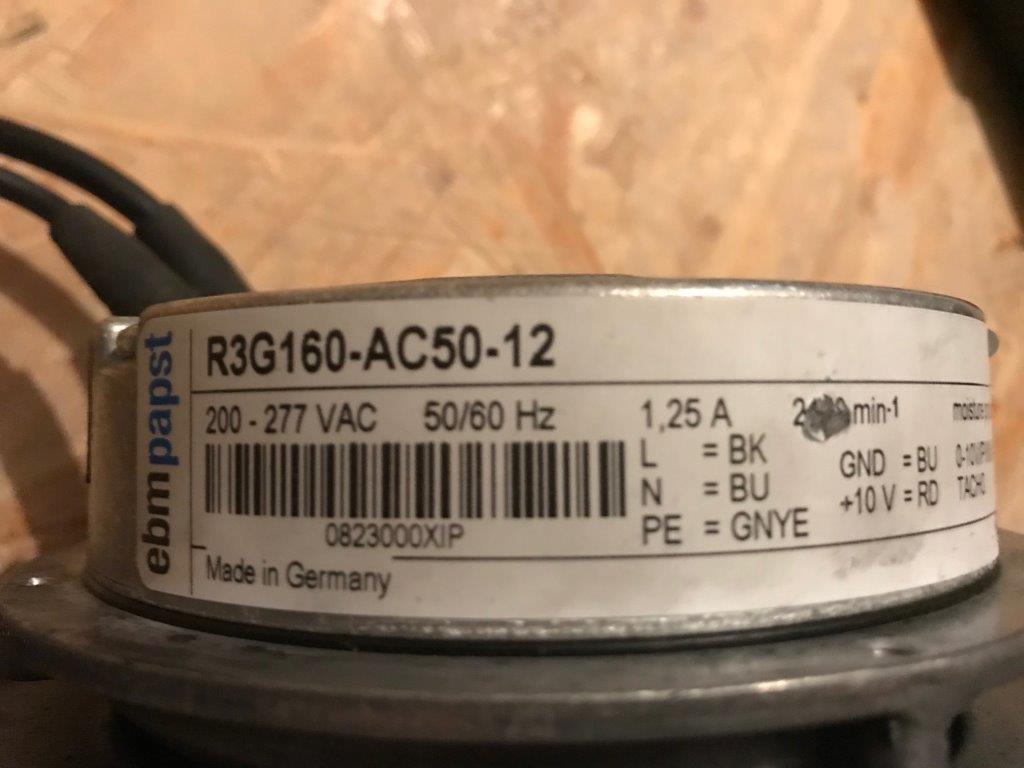 ebmpapst
R3G160-AC50-12
200 - 277 VAC 50/60 Hz 1,25 A min-1
L = BK
N = BU
PE = GNYE
GND = BU
+10 V = RD
TACHO
0823000XIP
Made in Germany